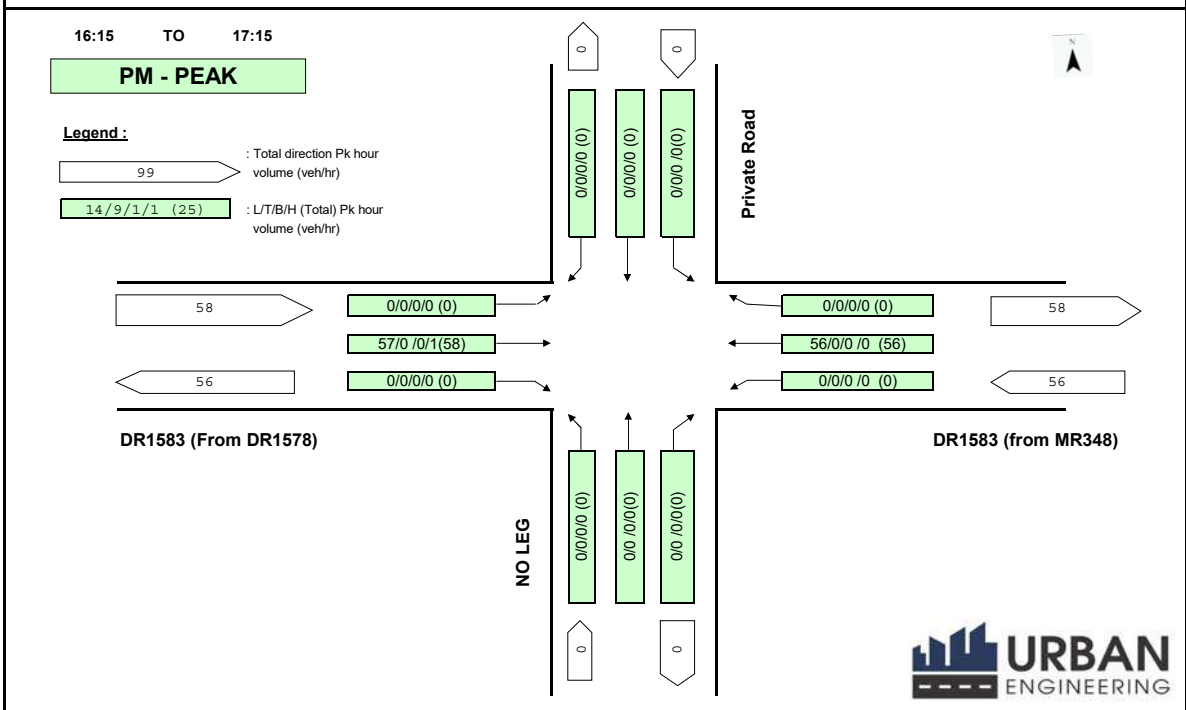 16:15 TO 17:15
PM - PEAK
Legend :
99
: Total direction Pk hour
volume (veh/hr)
14/9/1/1 (25)
: L/T/B/H (Total) Pk hour
volume (veh/hr)
0
0
N
0/0/0/0 (0)
0/0/0/0 (0)
0/0/0 /0(0)
Private Road
58
0/0/0/0 (0)
0/0/0/0 (0)
58
57/0 /0/1(58)
56/0/0 /0 (56)
56
0/0/0/0 (0)
0/0/0 /0 (0)
56
DR1583 (From DR1578)
DR1583 (from MR348)
NO LEG
0/0/0/0 (0)
0/0 /0/0(0)
0/0 /0/0(0)
0
0
URBAN
ENGINEERING